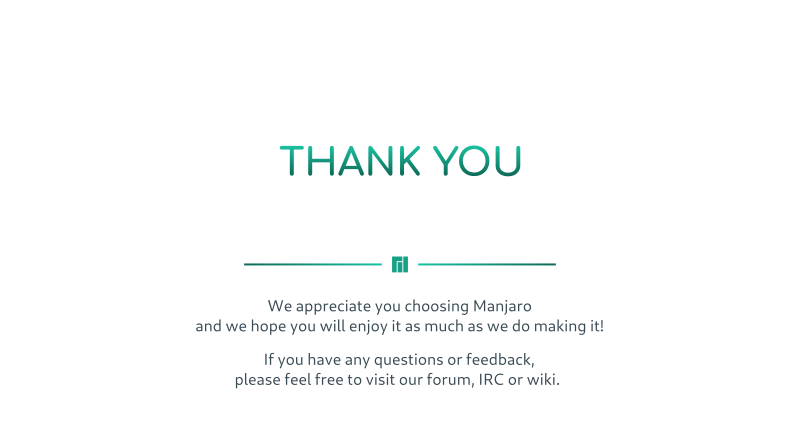 THANK YOU
We appreciate you choosing Manjaro
and we hope you will enjoy it as much as we do making it!
If you have any questions or feedback,
please feel free to visit our forum, IRC or wiki.